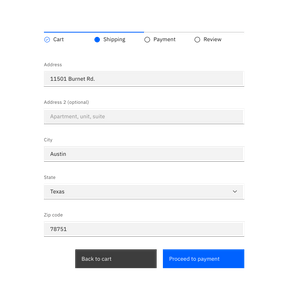 Cart Shipping Payment Review
Address
11501 Burnet Rd.
Address 2 (optional)
Apartment, unit, suite
City
Austin
State
Texas
Zip code
78751
Back to cart Proceed to payment